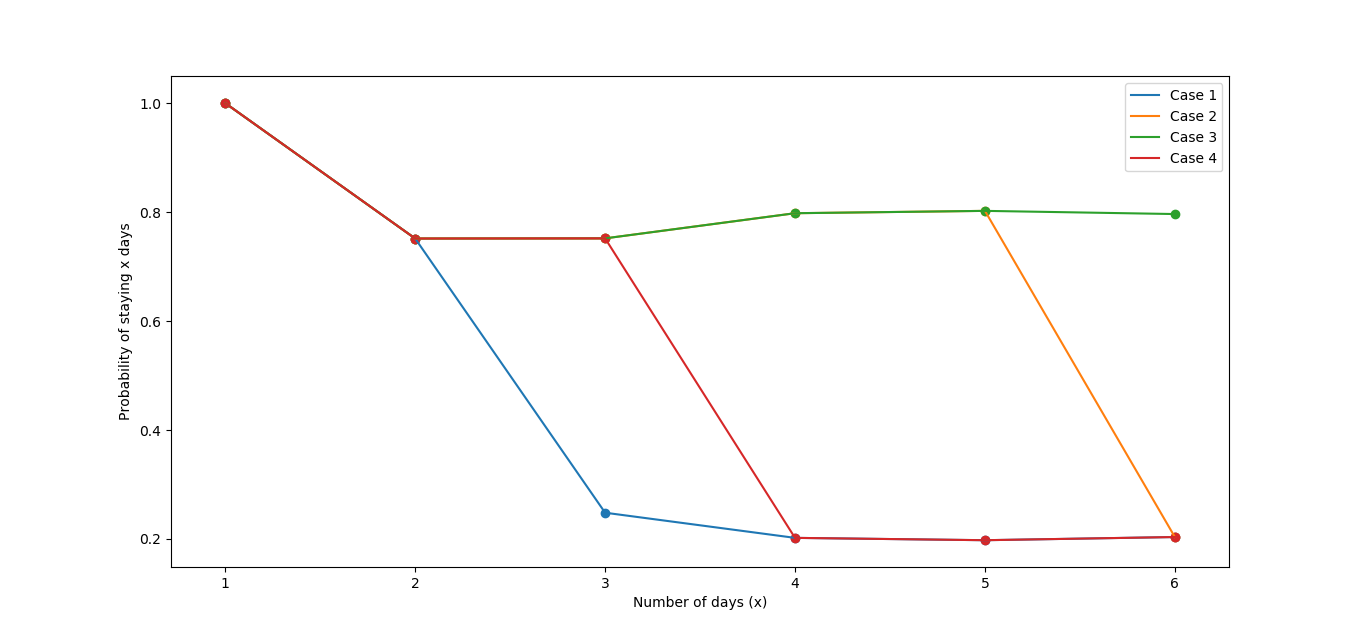 Case 1
Case 2
Case 3
Case 4
Probability of staying x days
1.0
0.8
0.6
0.4
0.2
1 2 3 4 5 6
Number of days (x)